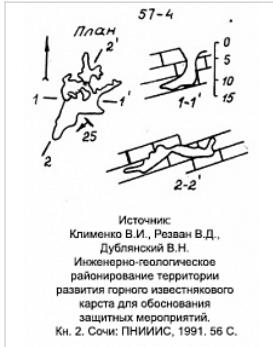 57-4
План
2'
0
5
10
15
1
1'
1-1'
25
2
2-2'
Источник:
Клименко В.И., Резван В.Д.,
Дублянский В.Н.
Инженерно-геологическое
районирование территории
развития горного известнякового
карста для обоснования
защитных мероприятий.
Кн. 2. Сочи: ПНИИИС, 1991. 56 С.